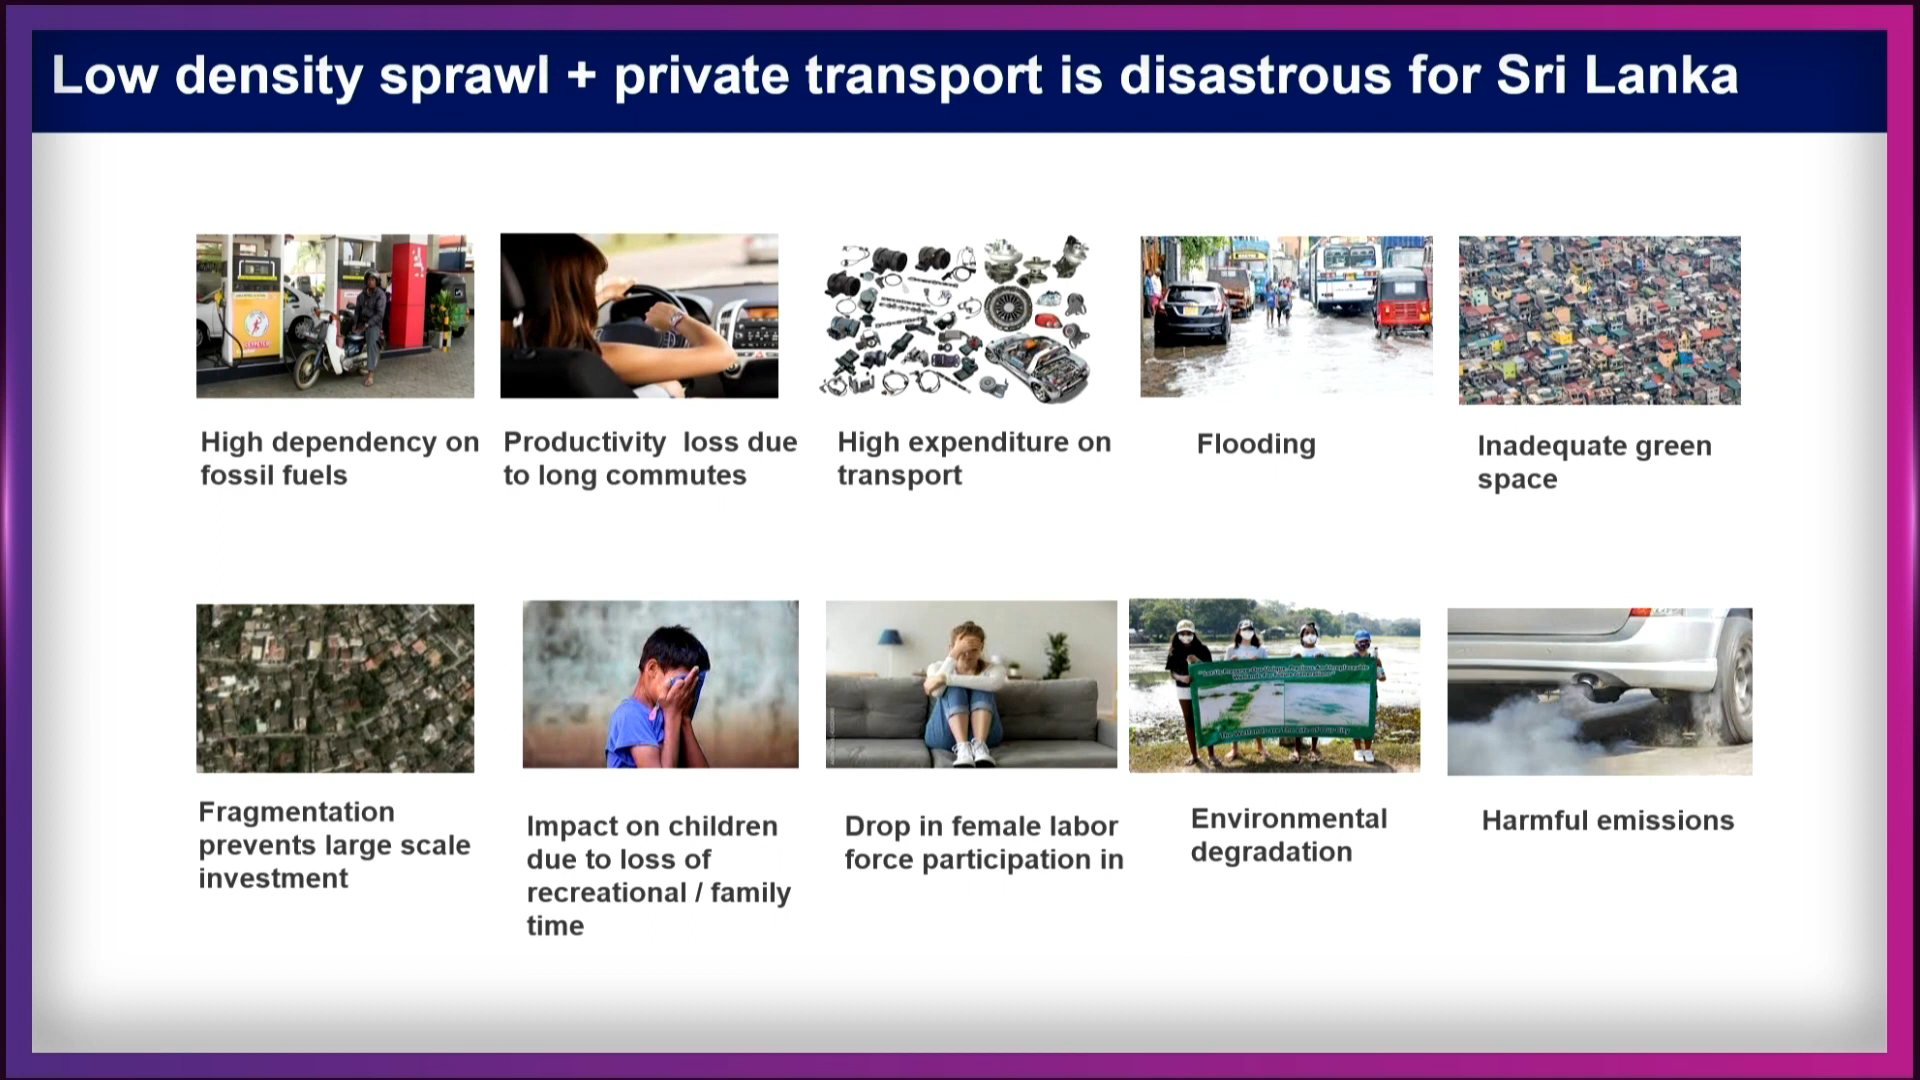 Low density sprawl + private transport is disastrous for Sri Lanka
High dependency on
fossil fuels
Productivity loss due
to long commutes
High expenditure on
transport
Flooding
Inadequate green
space
Fragmentation
prevents large scale
investment
Impact on children
due to loss of
recreational / family
time
Drop in female labor
force participation in
Environmental
degradation
Harmful emissions